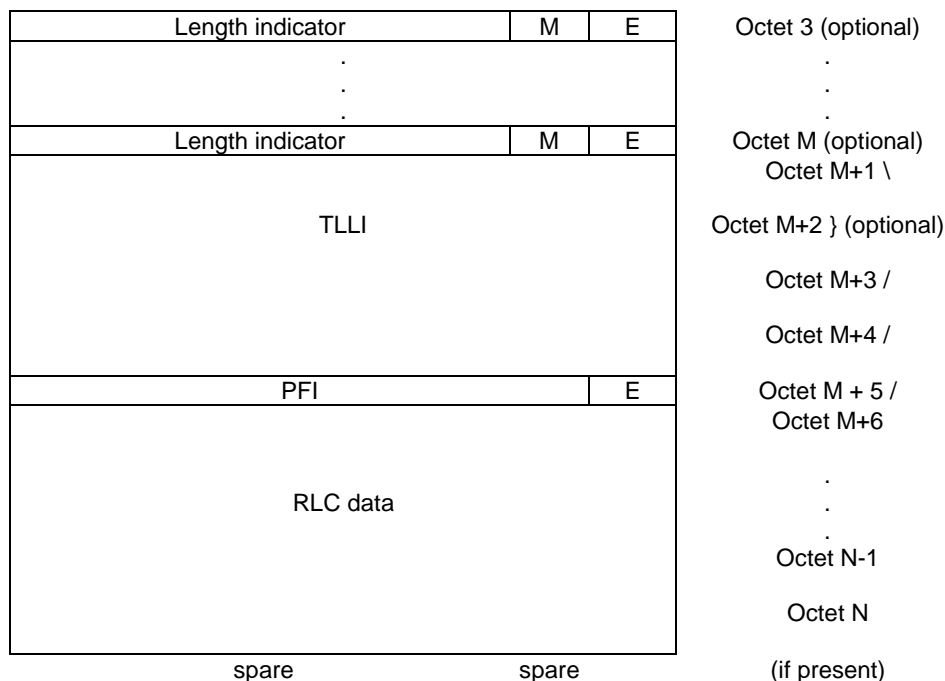 Length indicator M E Octet 3 (optional)
. .
. .
. .
Length indicator M E Octet M (optional)
Octet M+1 \
TLLI Octet M+2 } (optional)
Octet M+3 /
Octet M+4 /
PFI E Octet M + 5 /
Octet M+6
.
RLC data .
.
Octet N-1
Octet N
spare spare (if present)